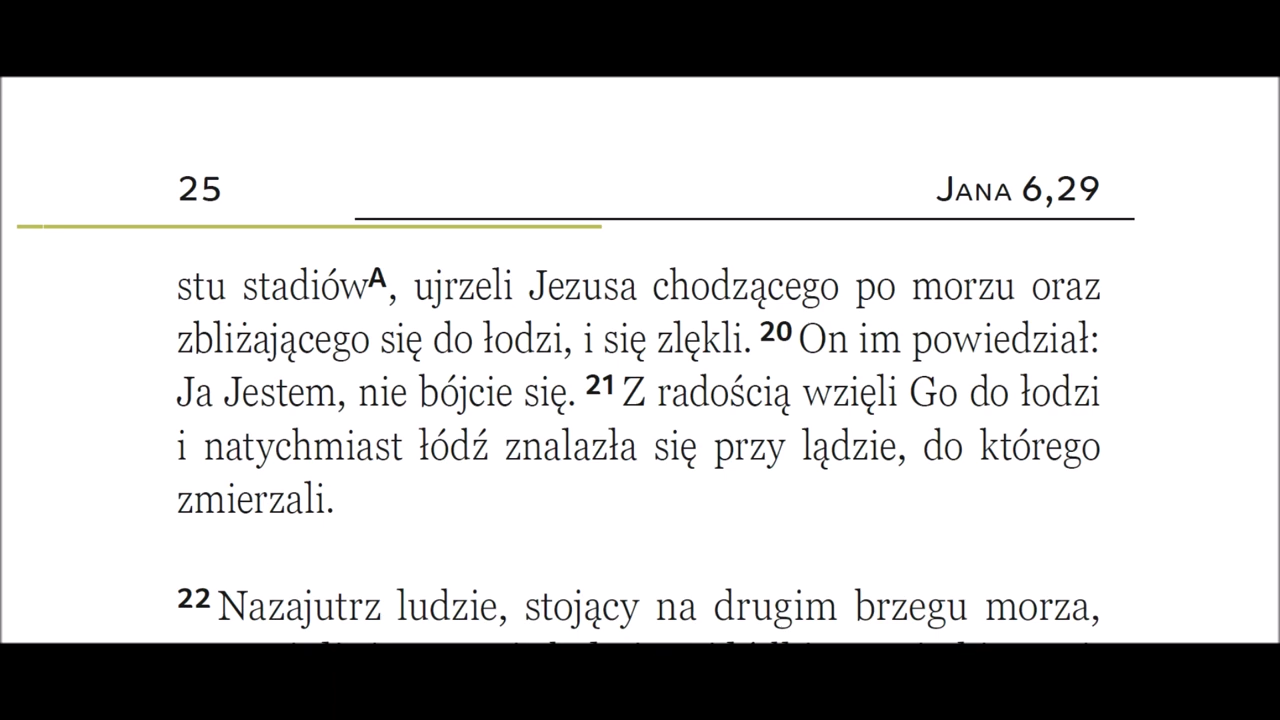 25 Jana 6,29
stu stadiówA, ujrzeli Jezusa chodzącego po morzu oraz
zbliżającego się do łodzi, i się zlękli. 20 On im powiedział:
Ja Jestem, nie bójcie się. 21 Z radością wzięli Go do łodzi
i natychmiast łódź znalazła się przy lądzie, do którego
zmierzali.
22 Nazajutrz ludzie, stojący na drugim brzegu morza,